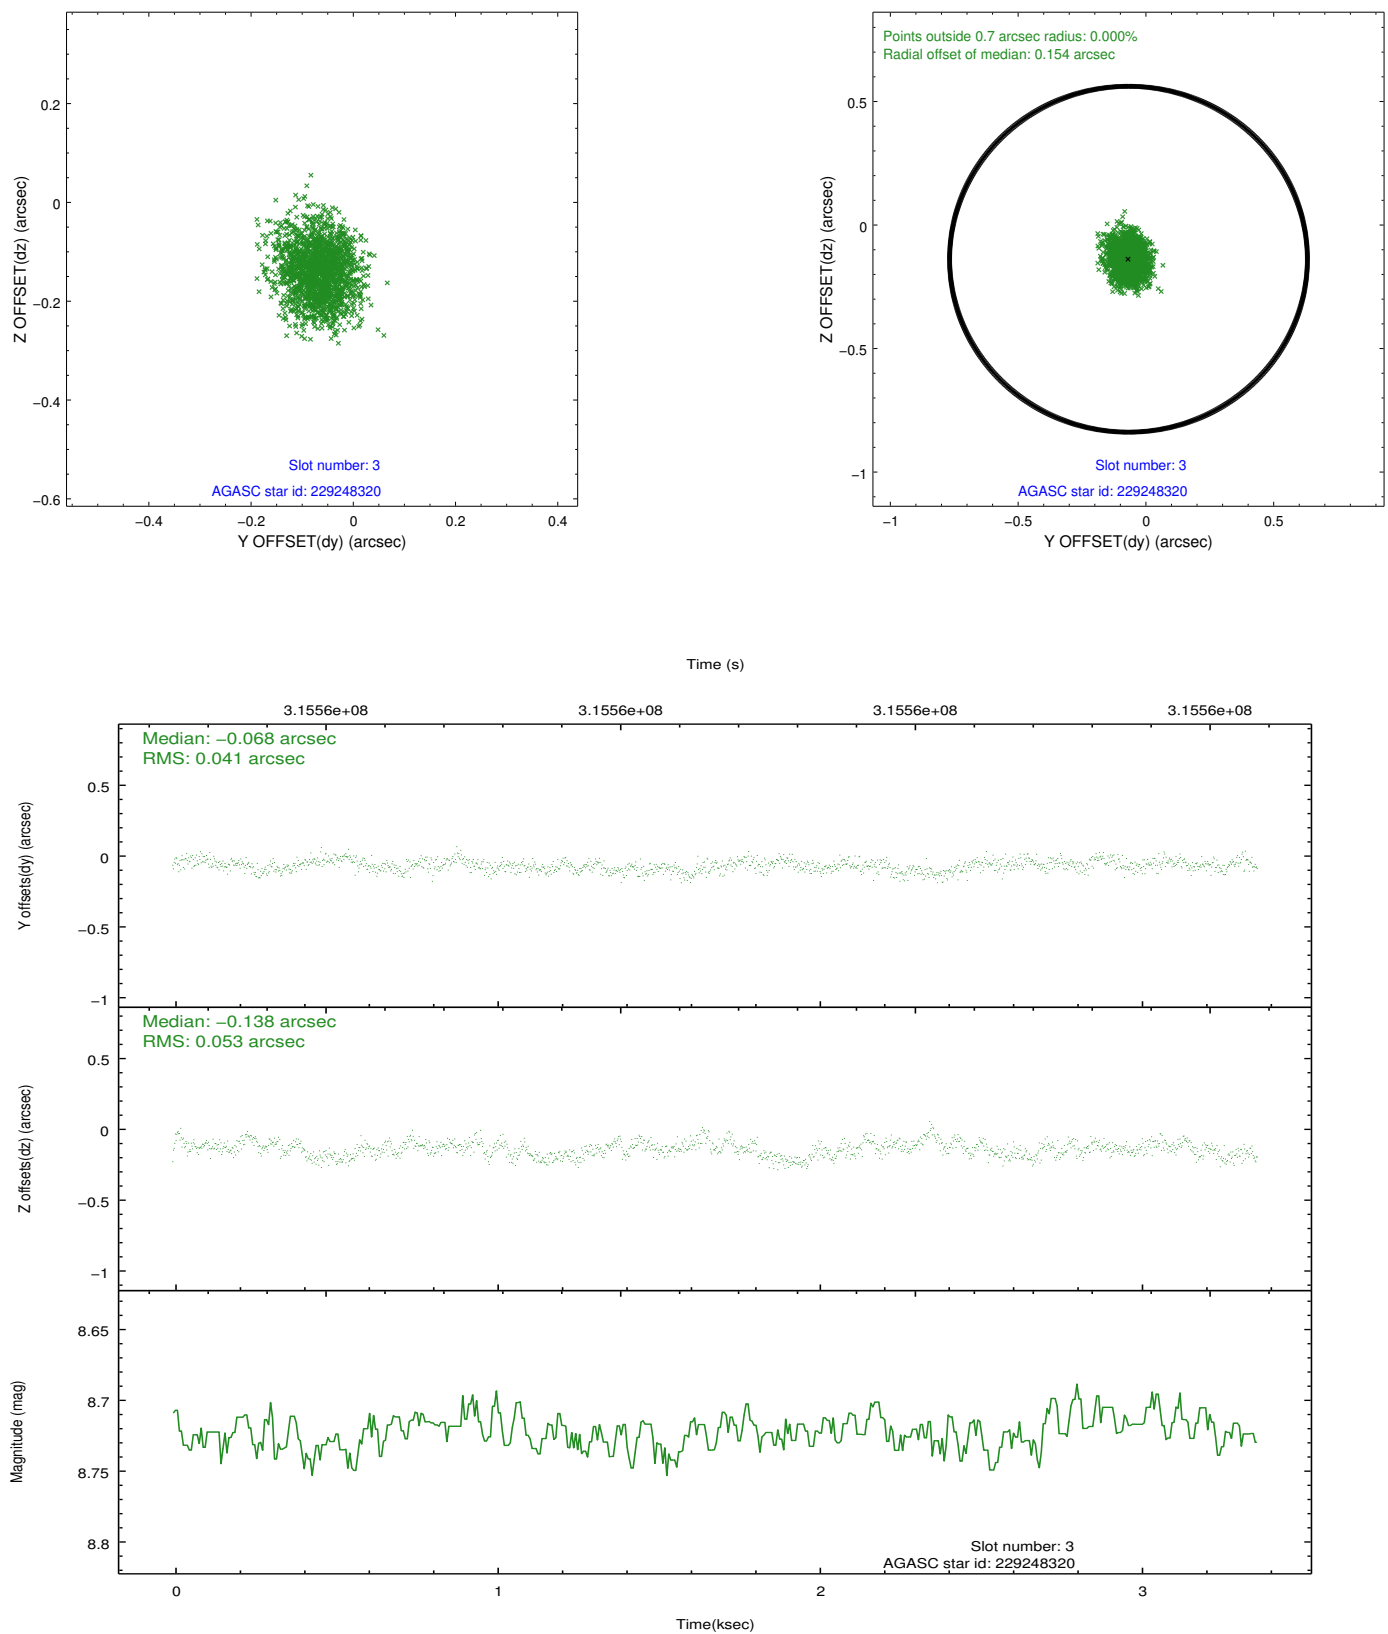 0.2
0
−0.2
−0.4
−0.6
−0.4
−0.2
0
0.2
0.4
Z OFFSET(dz) (arcsec)
Y OFFSET(dy) (arcsec)
Slot number: 3
AGASC star id: 229248320
Points outside 0.7 arcsec radius: 0.000%
Radial offset of median: 0.154 arcsec
0.5
0
−0.5
−1
−1
−0.5
0
0.5
Z OFFSET(dz) (arcsec)
Y OFFSET(dy) (arcsec)
Slot number: 3
AGASC star id: 229248320
Time (s)
3.1556e+08
3.1556e+08
3.1556e+08
3.1556e+08
Median: −0.068 arcsec
RMS: 0.041 arcsec
0.5
0
−0.5
−1
Y offsets(dy) (arcsec)
Median: −0.138 arcsec
RMS: 0.053 arcsec
0.5
0
−0.5
−1
Z offsets(dz) (arcsec)
8.65
8.7
8.75
8.8
Magnitude (mag)
Slot number: 3
AGASC star id: 229248320
0
1
2
3
Time(ksec)